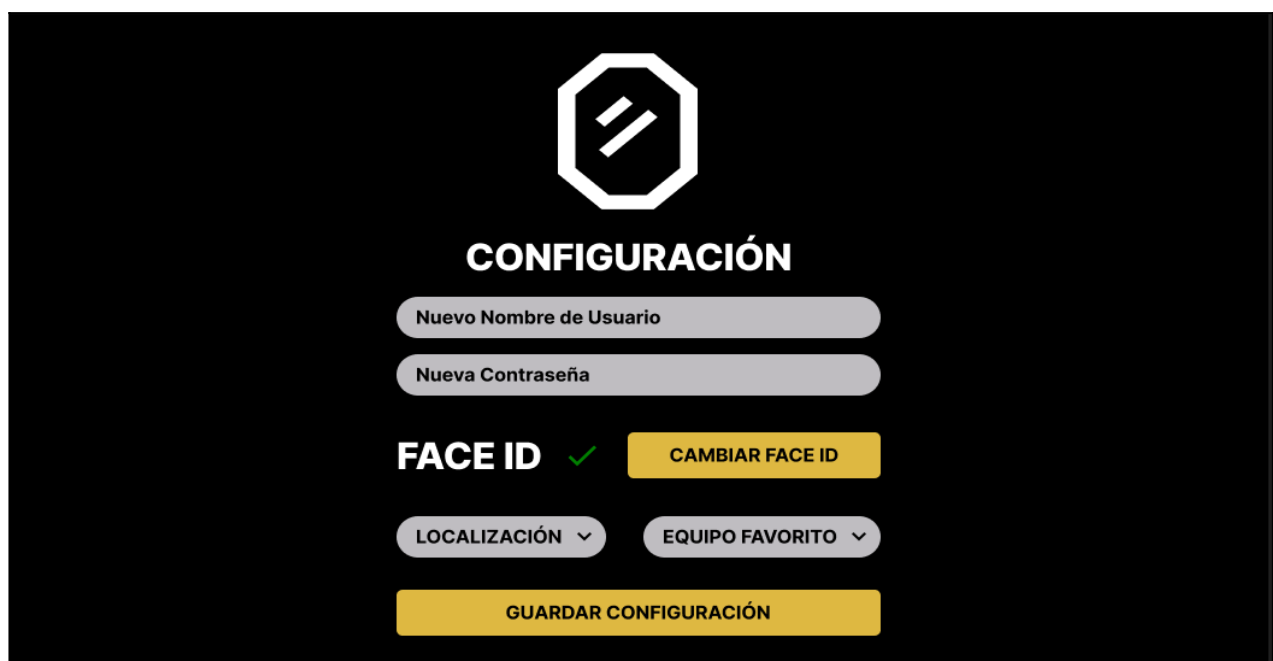 CONFIGURACIÓN
Nuevo Nombre de Usuario
Nueva Contraseña
FACE ID
CAMBIAR FACE ID
LOCALIZACIÓN
EQUIPO FAVORITO
GUARDAR CONFIGURACIÓN